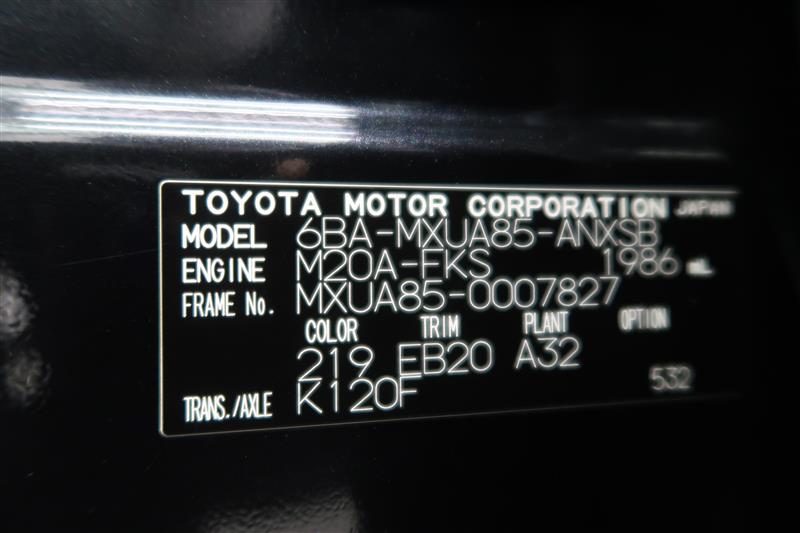 TOYOTA MOTOR CORPORATION JAPAN
MODEL 6BA-MXUA85-ANXSB
ENGINE M20A-FKS 1986 mL
FRAME No. MXUA85-0007827
COLOR TRIM PLANT OPTION
219 EB20 A32
TRANS./AXLE K120F 532